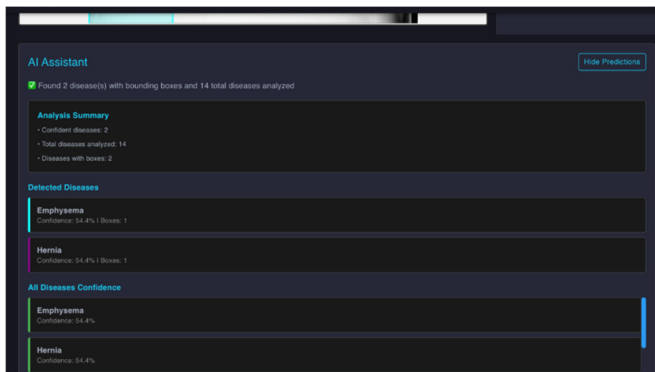 AI Assistant
Hide Predictions
✅ Found 2 disease(s) with bounding boxes and 14 total diseases analyzed
Analysis Summary
• Confident diseases: 2
• Total diseases analyzed: 14
• Diseases with boxes: 2
Detected Diseases
Emphysema
Confidence: 54.4% | Boxes: 1
Hernia
Confidence: 54.4% | Boxes: 1
All Diseases Confidence
Emphysema
Confidence: 54.4%
Hernia
Confidence: 54.4%